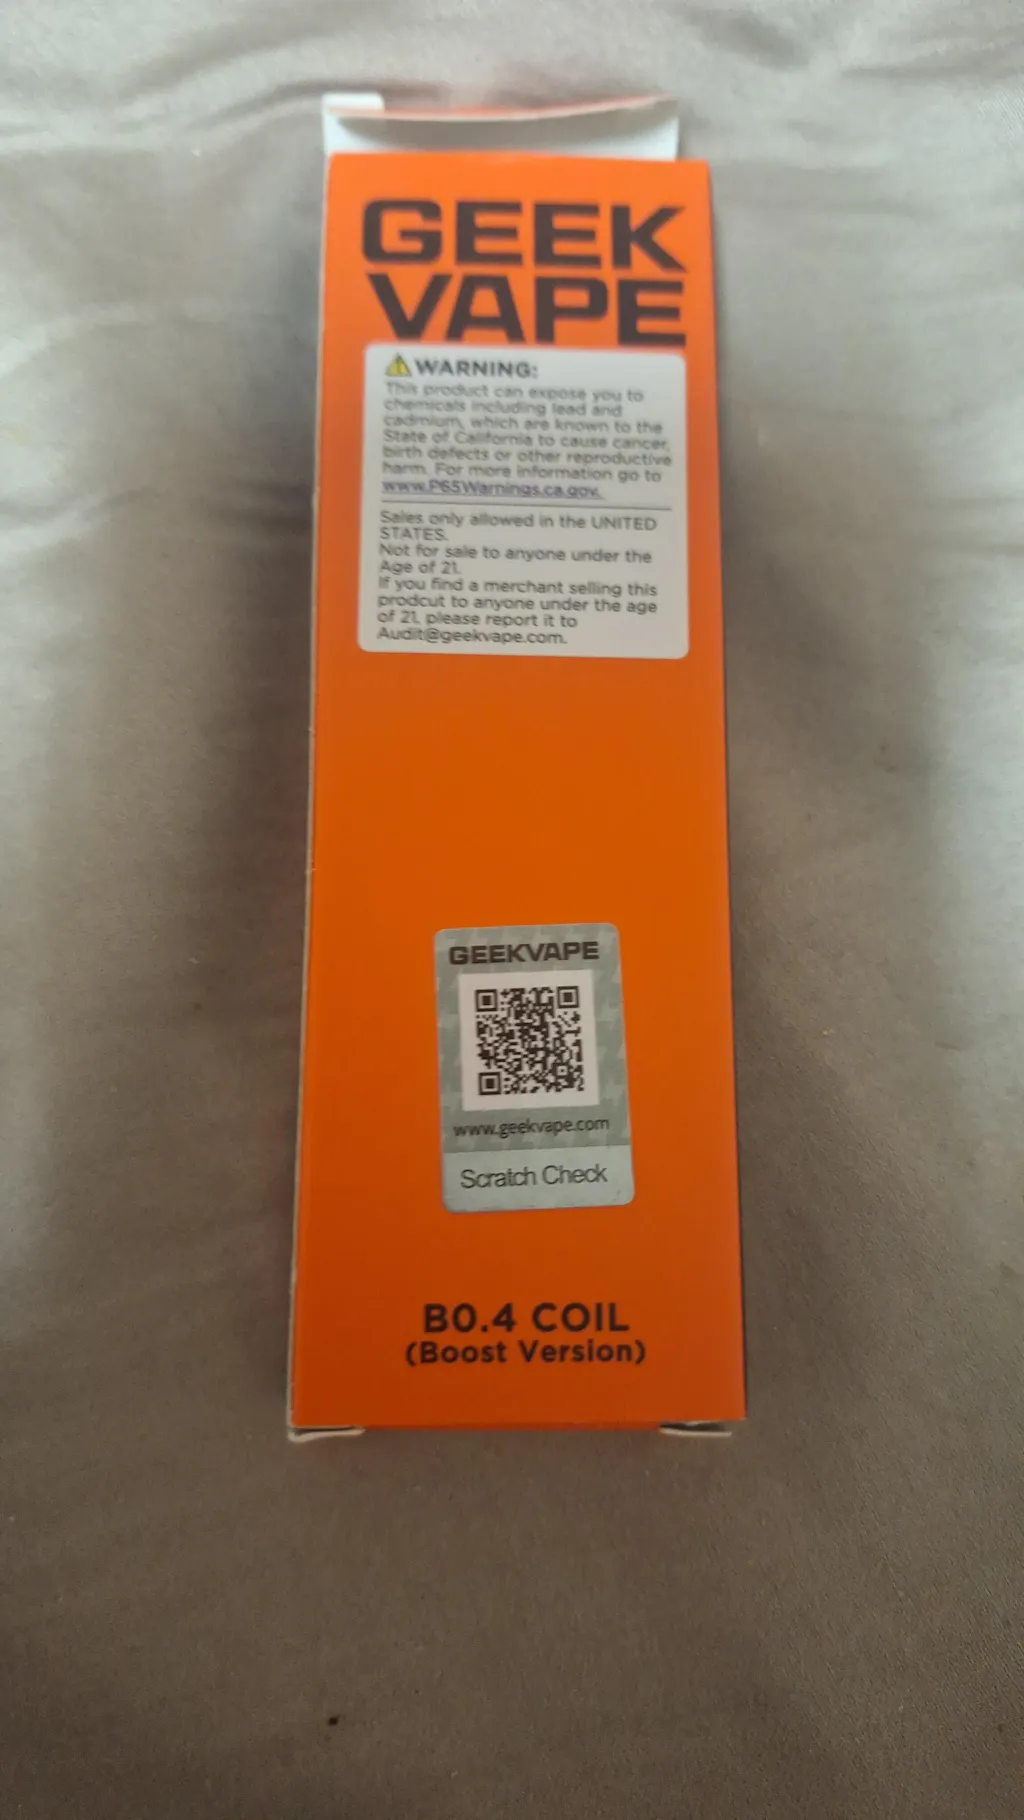 GEEK
VAPE
WARNING:
This product can expose you to
chemicals including lead and
cadmium, which are known to the
State of California to cause cancer,
birth defects or other reproductive
harm. For more information go to
www.P65Warnings.ca.gov.
Sales only allowed in the UNITED
STATES.
Not for sale to anyone under the
Age of 21.
If you find a merchant selling this
prodcut to anyone under the age
of 21, please report it to
Audit@geekvape.com.
GEEKVAPE
www.geekvape.com
Scratch Check
B0.4 COIL
(Boost Version)